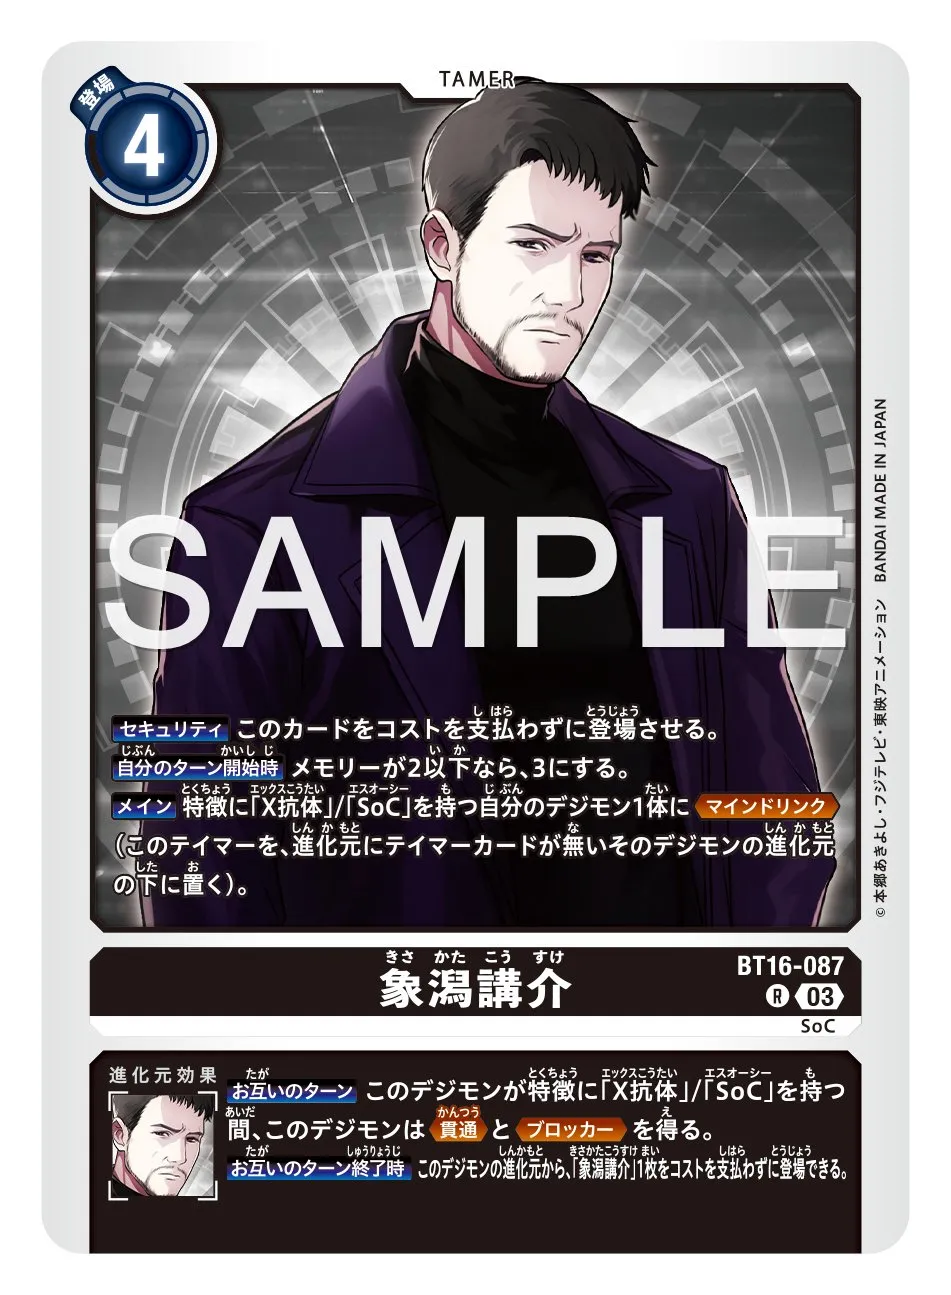 登場
4
TAMER
SAMPLE
セキュリティ このカードをコストを支払わずに登場させる。
自分のターン開始時 メモリーが2以下なら、3にする。
メイン 特徴に「X抗体」/「SoC」を持つ自分のデジモン1体に マインドリンク
(このテイマーを、進化元にテイマーカードが無いそのデジモンの進化元
の下に置く)。
©本郷あきよし・フジテレビ・東映アニメーション BANDAI MADE IN JAPAN
きさ かた こう すけ
象潟講介
BT16-087
R 03
SoC
進化元効果
お互いのターン このデジモンが特徴に「X抗体」/「SoC」を持つ
間、このデジモンは 貫通 と ブロッカー を得る。
お互いのターン終了時 このデジモンの進化元から、「象潟講介」1枚をコストを支払わずに登場できる。